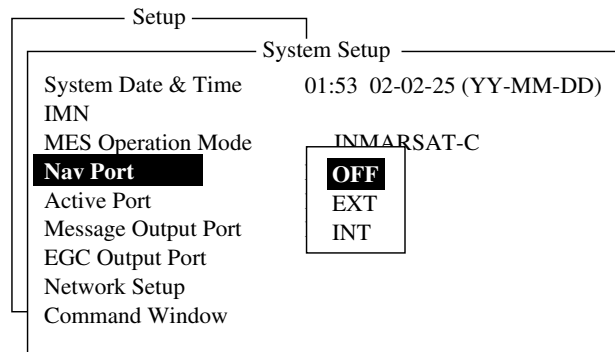 Setup
System Setup
System Date & Time 01:53 02-02-25 (YY-MM-DD)
IMN
MES Operation Mode INMARSAT-C
Nav Port OFF
Active Port EXT
Message Output Port INT
EGC Output Port
Network Setup
Command Window